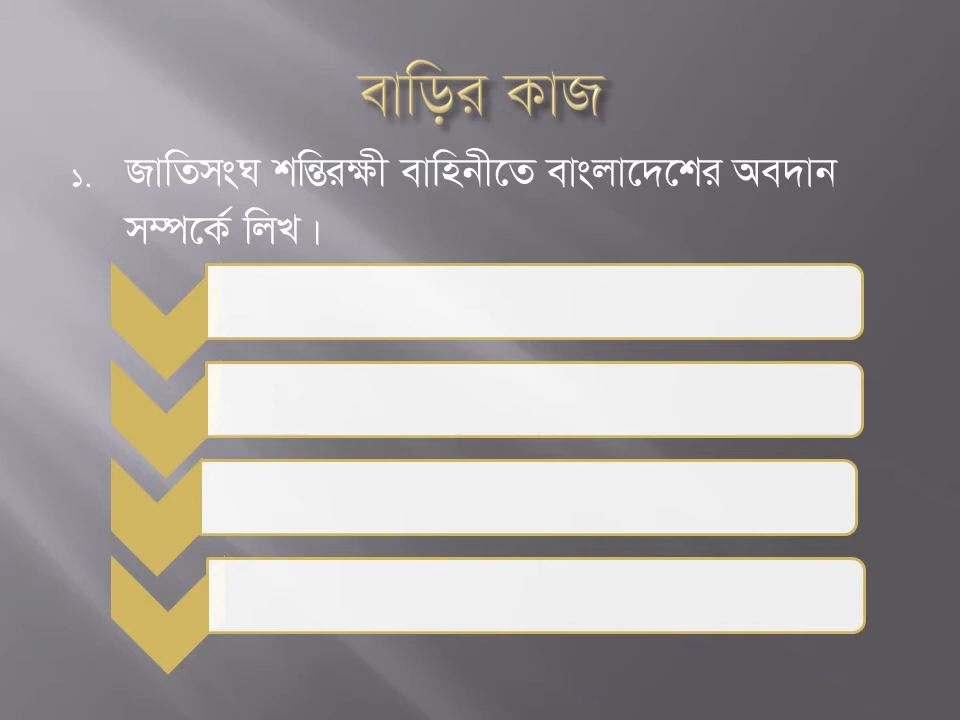 বাড়ির কাজ
১. জাতিসংঘ শন্তিরক্ষী বাহিনীতে বাংলাদেশের অবদান
সম্পর্কে লিখ।